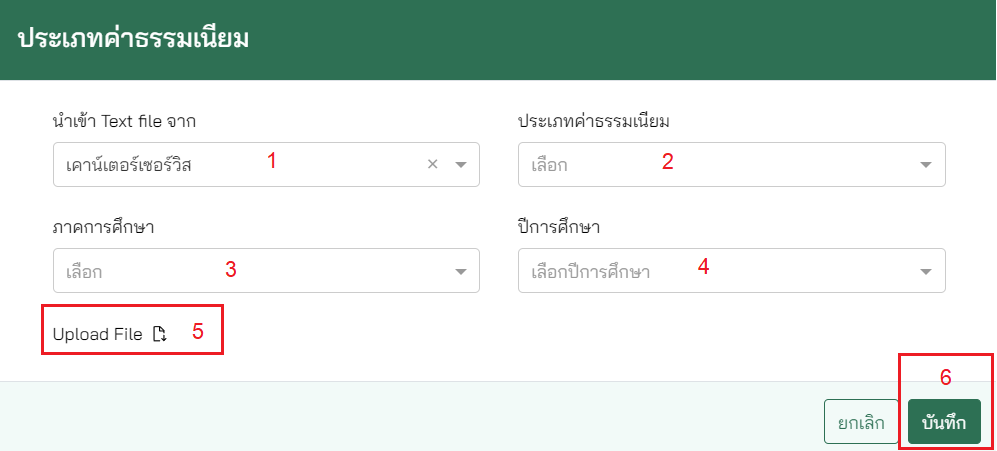 ประเภทค่าธรรมเนียม
นำเข้า Text file จาก
ประเภทค่าธรรมเนียม
เคาน์เตอร์เซอร์วิส 1 ×
เลือก 2
ภาคการศึกษา
ปีการศึกษา
เลือก 3
เลือกปีการศึกษา 4
Upload File 5
6
ยกเลิก
บันทึก